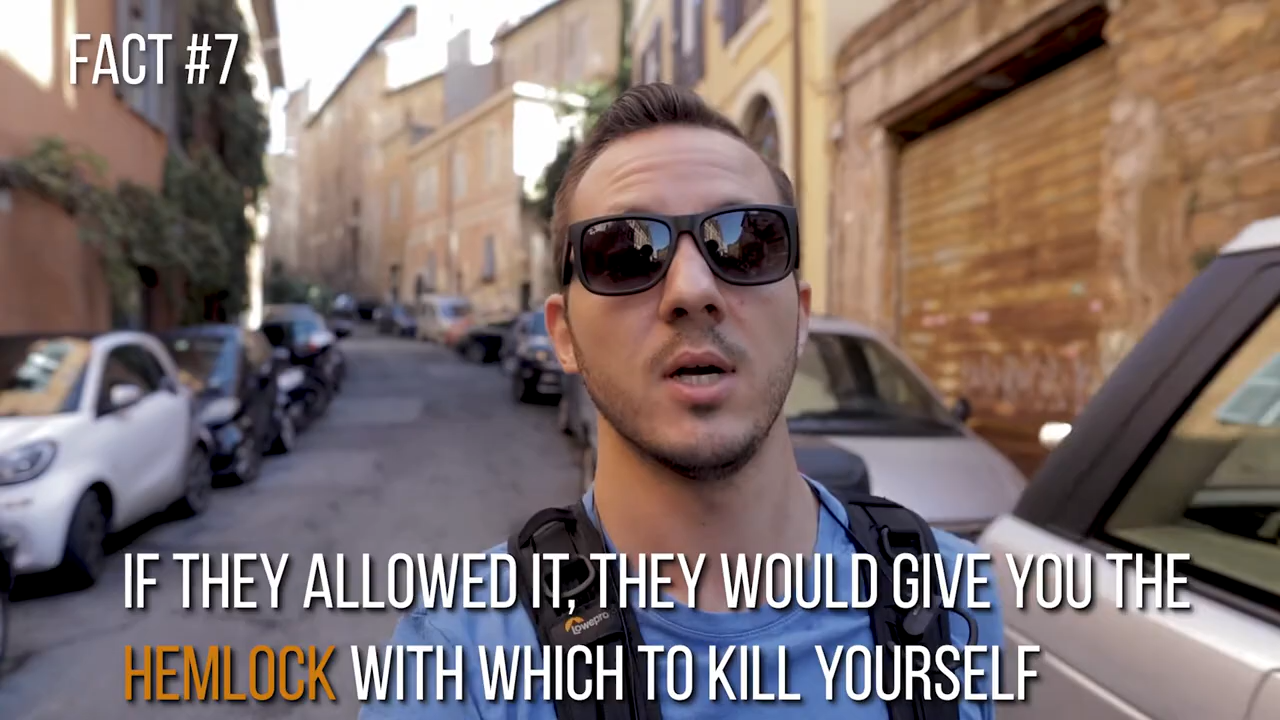 FACT #7
IF THEY ALLOWED IT, THEY WOULD GIVE YOU THE
HEMLOCK WITH WHICH TO KILL YOURSELF
Lowepro